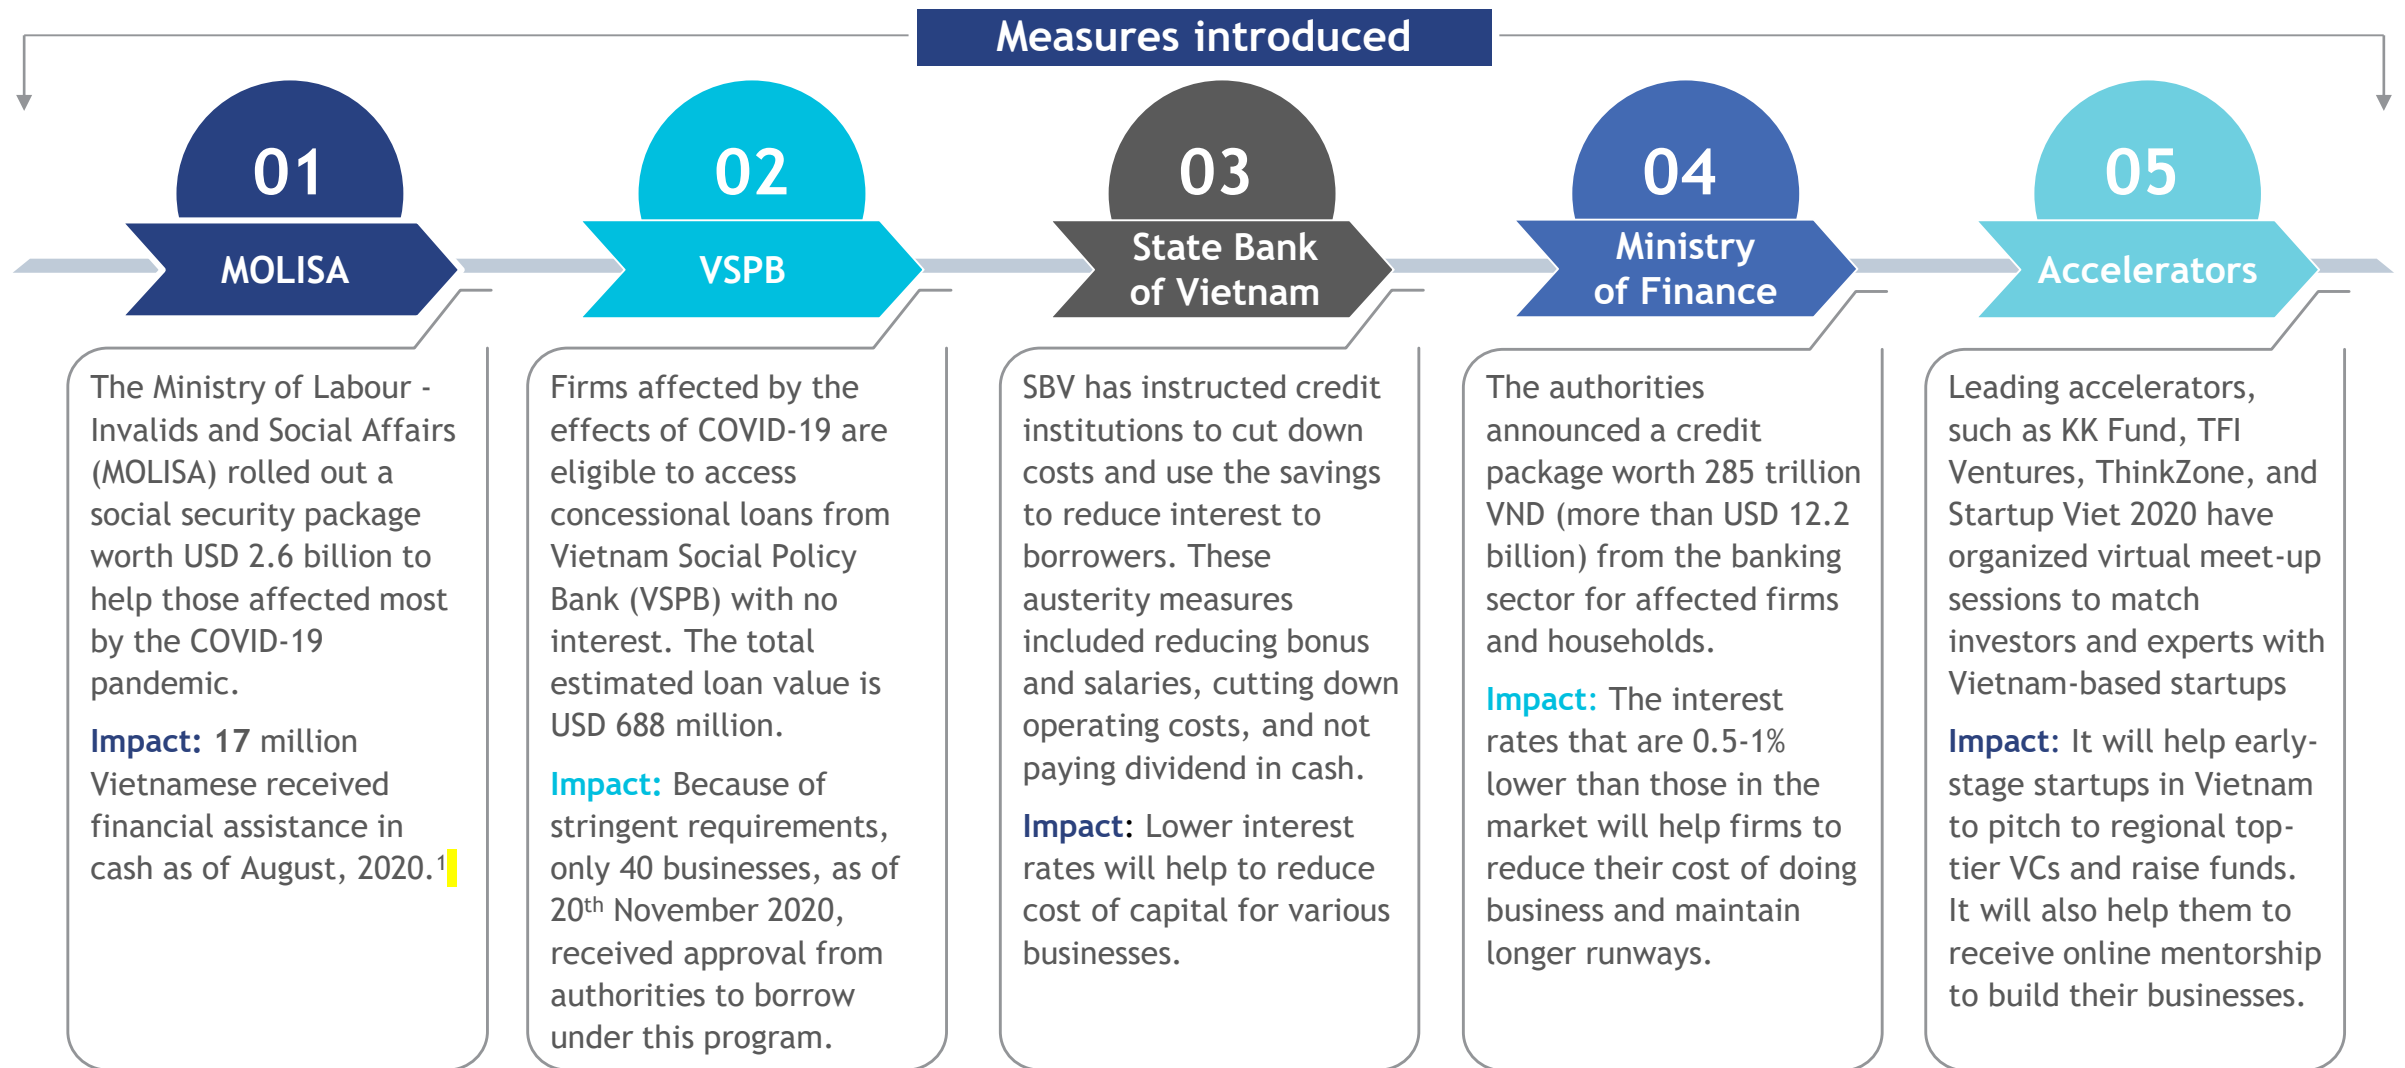 Measures introduced
01
MOLISA
The Ministry of Labour -
Invalids and Social Affairs
(MOLISA) rolled out a
social security package
worth USD 2.6 billion to
help those affected most
by the COVID-19
pandemic.
Impact: 17 million
Vietnamese received
financial assistance in
cash as of August, 2020.¹
02
VSPB
Firms affected by the
effects of COVID-19 are
eligible to access
concessional loans from
Vietnam Social Policy
Bank (VSPB) with no
interest. The total
estimated loan value is
USD 688 million.
Impact: Because of
stringent requirements,
only 40 businesses, as of
20th November 2020,
received approval from
authorities to borrow
under this program.
03
State Bank
of Vietnam
SBV has instructed credit
institutions to cut down
costs and use the savings
to reduce interest to
borrowers. These
austerity measures
included reducing bonus
and salaries, cutting down
operating costs, and not
paying dividend in cash.
Impact: Lower interest
rates will help to reduce
cost of capital for various
businesses.
04
Ministry
of Finance
The authorities
announced a credit
package worth 285 trillion
VND (more than USD 12.2
billion) from the banking
sector for affected firms
and households.
Impact: The interest
rates that are 0.5-1%
lower than those in the
market will help firms to
reduce their cost of doing
business and maintain
longer runways.
05
Accelerators
Leading accelerators,
such as KK Fund, TFI
Ventures, ThinkZone, and
Startup Viet 2020 have
organized virtual meet-up
sessions to match
investors and experts with
Vietnam-based startups
Impact: It will help early-
stage startups in Vietnam
to pitch to regional top-
tier VCs and raise funds.
It will also help them to
receive online mentorship
to build their businesses.